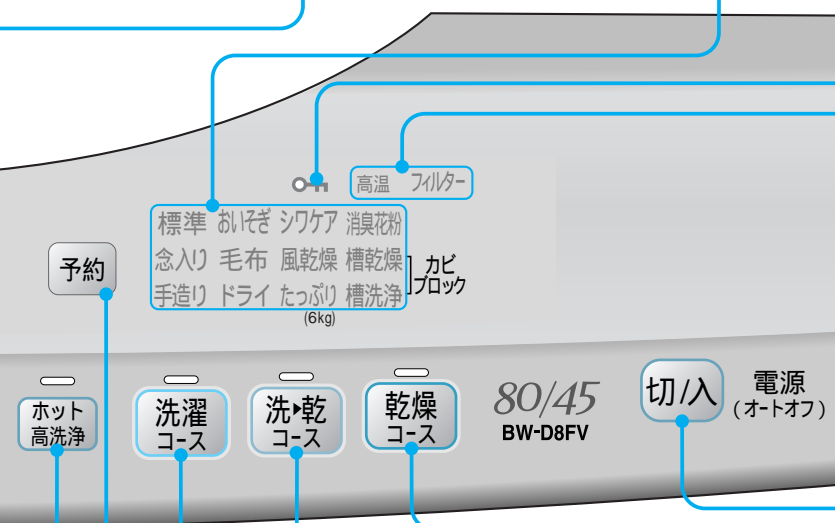 高温 フィルター
標準 おいそぎ シワケア 消臭花粉
念入り 毛布 風乾燥 槽乾燥
手造り ドライ たっぷり 槽洗浄
(6kg)
カビ
ブロック
予約
ホット
高洗浄
洗濯
コース
洗▶乾
コース
乾燥
コース
80/45
BW-D8FV
切/入
電源
(オートオフ)